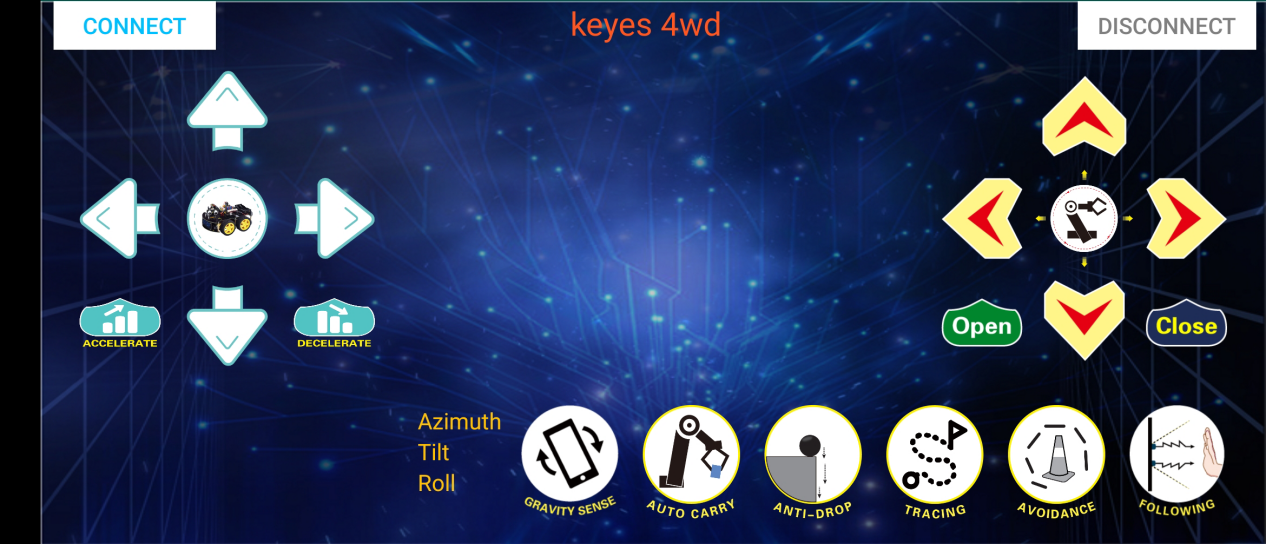 CONNECT
keyes 4wd
DISCONNECT
ACCELERATE
DECELERATE
Open
Close
Azimuth
Tilt
Roll
GRAVITY SENSE
AUTO CARRY
ANTI-DROP
TRACING
AVOIDANCE
FOLLOWING